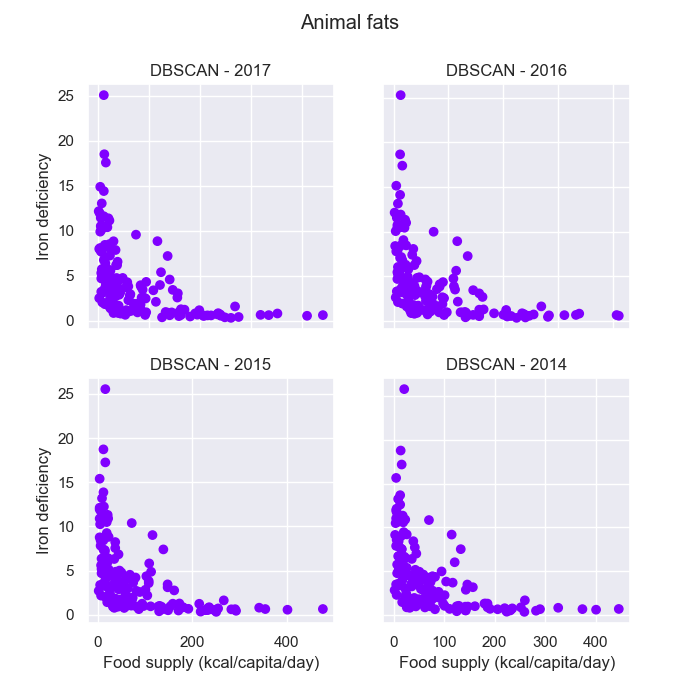 Animal fats
DBSCAN - 2017
DBSCAN - 2016
25
20
15
10
5
0
Iron deficiency
DBSCAN - 2015
DBSCAN - 2014
25
20
15
10
5
0
Iron deficiency
0 200 400
0 100 200 300 400
Food supply (kcal/capita/day)
Food supply (kcal/capita/day)